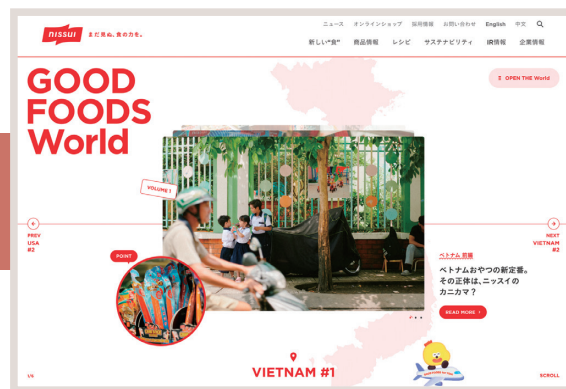 NISSUI
まだ見ぬ、食の力を。
ニュース オンラインショップ 採用情報 お問い合わせ English 中文
新しい“食” 商品情報 レシピ サステナビリティ IR情報 企業情報
GOOD
FOODS
World
OPEN THE World
VOLUME 1
PREV
USA
#2
NEXT
VIETNAM
#2
POINT
ベトナム 前編
ベトナムおやつの新定番。
その正体は、ニッスイの
カニカマ？
READ MORE
VIETNAM #1
1/6
SCROLL